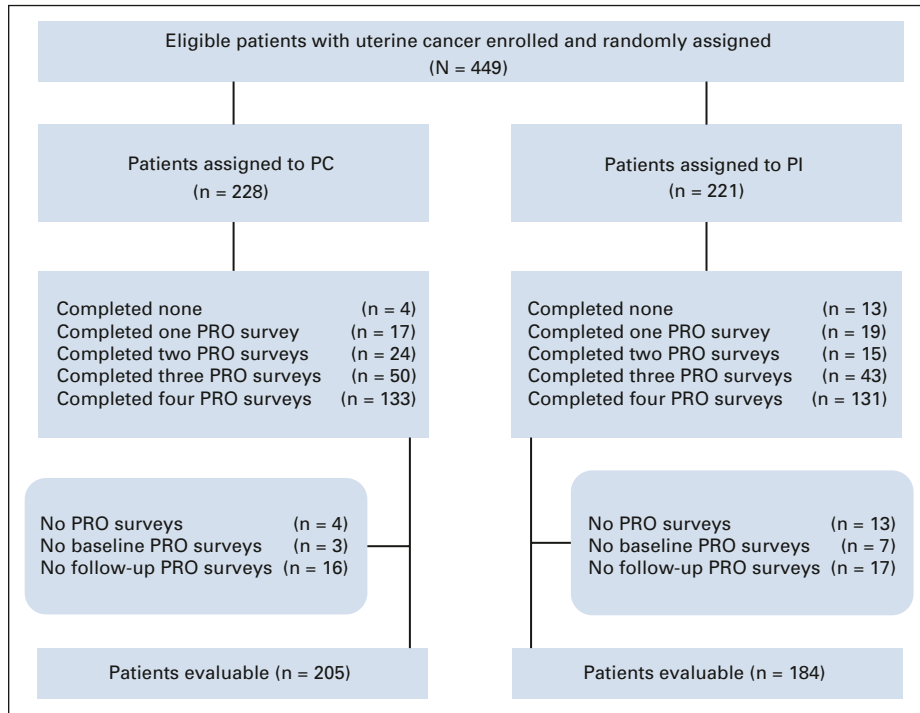 Eligible patients with uterine cancer enrolled and randomly assigned
(N = 449)
Patients assigned to PC
(n = 228)
Patients assigned to PI
(n = 221)
Completed none (n = 4)
Completed one PRO survey (n = 17)
Completed two PRO surveys (n = 24)
Completed three PRO surveys (n = 50)
Completed four PRO surveys (n = 133)
Completed none (n = 13)
Completed one PRO survey (n = 19)
Completed two PRO surveys (n = 15)
Completed three PRO surveys (n = 43)
Completed four PRO surveys (n = 131)
No PRO surveys (n = 4)
No baseline PRO surveys (n = 3)
No follow-up PRO surveys (n = 16)
No PRO surveys (n = 13)
No baseline PRO surveys (n = 7)
No follow-up PRO surveys (n = 17)
Patients evaluable (n = 205)
Patients evaluable (n = 184)